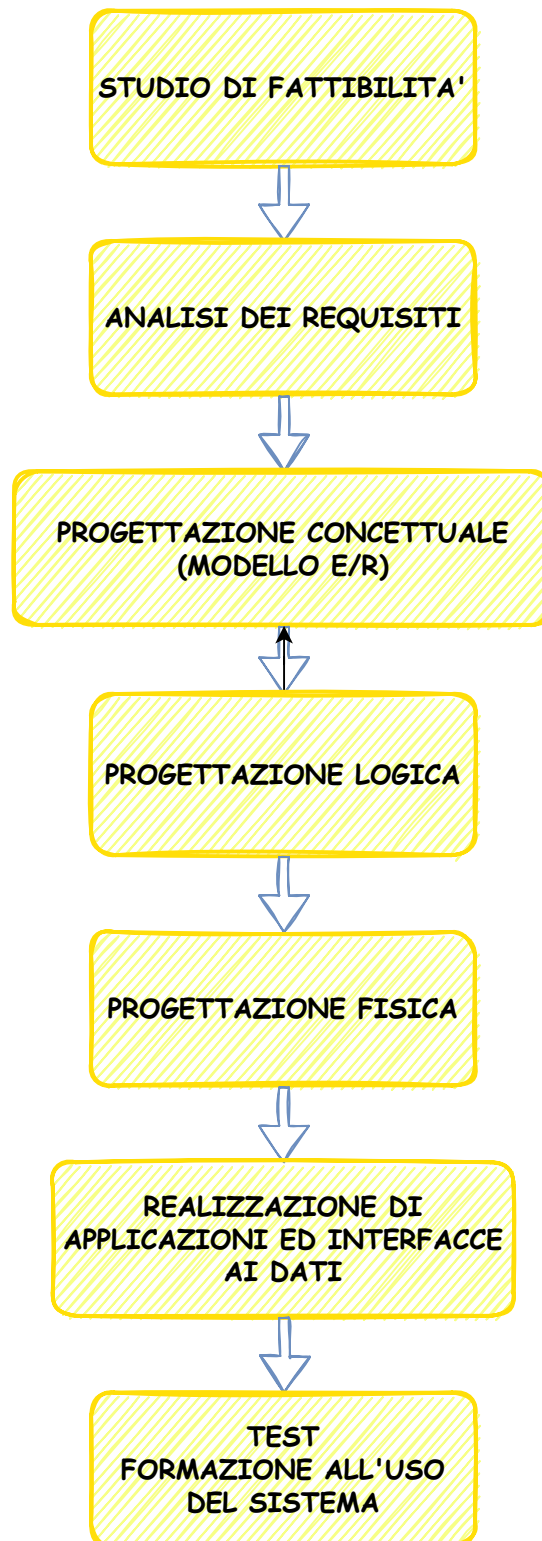 STUDIO DI FATTIBILITA'
ANALISI DEI REQUISITI
PROGETTAZIONE CONCETTUALE
(MODELLO E/R)
PROGETTAZIONE LOGICA
PROGETTAZIONE FISICA
REALIZZAZIONE DI
APPLICAZIONI ED INTERFACCE
AI DATI
TEST
FORMAZIONE ALL'USO
DEL SISTEMA